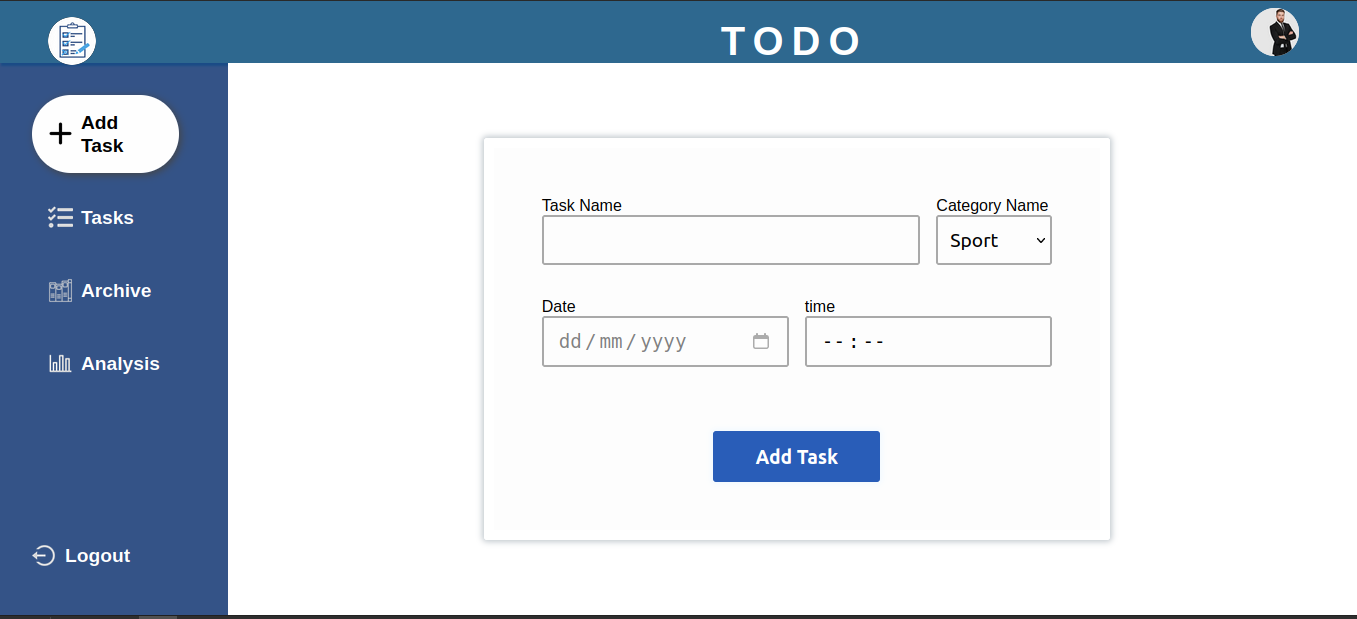 TODO
Add
Task
Tasks
Archive
Analysis
Logout
Task Name
Category Name
Sport
Date
time
dd/mm/yyyy
--:--
Add Task